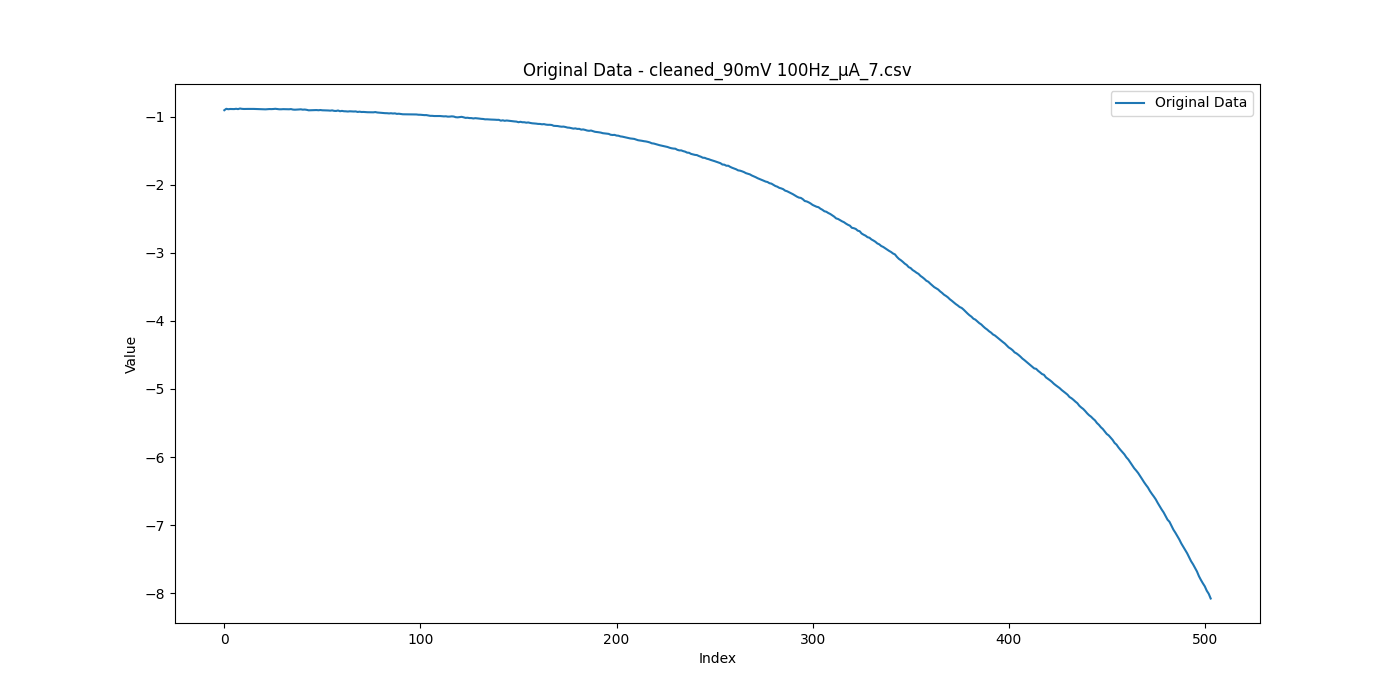 Original Data - cleaned_90mV 100Hz_μA_7.csv
Original Data
−1
−2
−3
−4
−5
−6
−7
−8
Value
0 100 200 300 400 500
Index